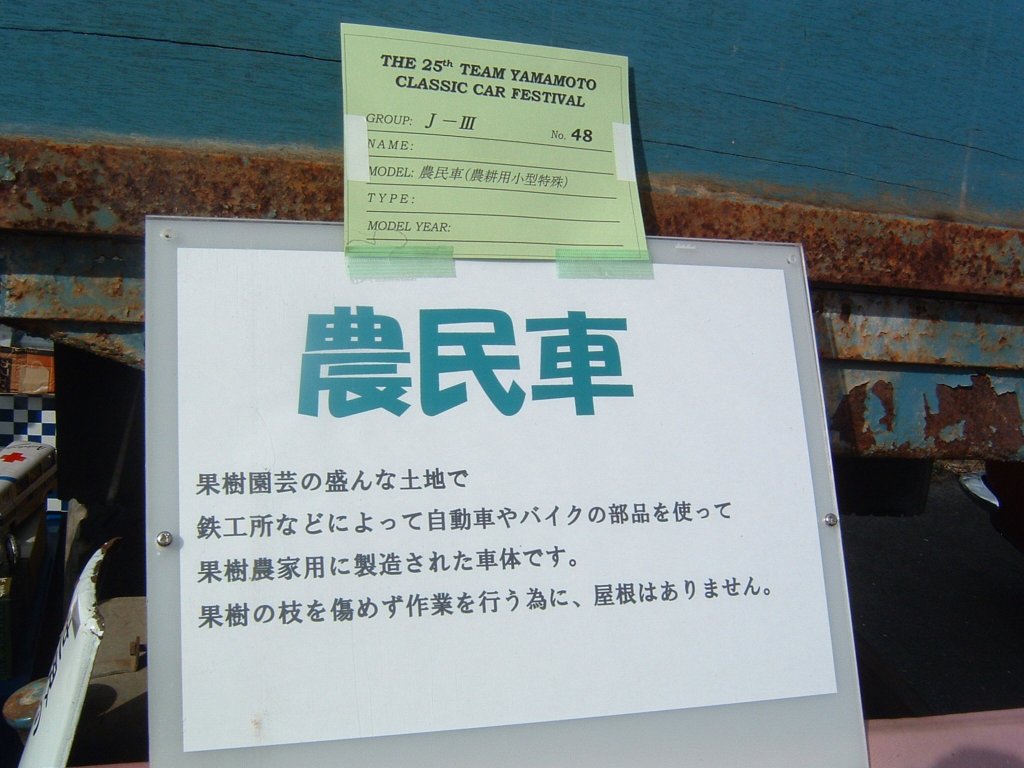 THE 25th TEAM YAMAMOTO
CLASSIC CAR FESTIVAL
GROUP: J－III No. 48
NAME:
MODEL: 農民車(農耕用小型特殊)
TYPE:
MODEL YEAR:
農民車
果樹園芸の盛んな土地で
鉄工所などによって自動車やバイクの部品を使って
果樹農家用に製造された車体です。
果樹の枝を傷めず作業を行う為に、屋根はありません。